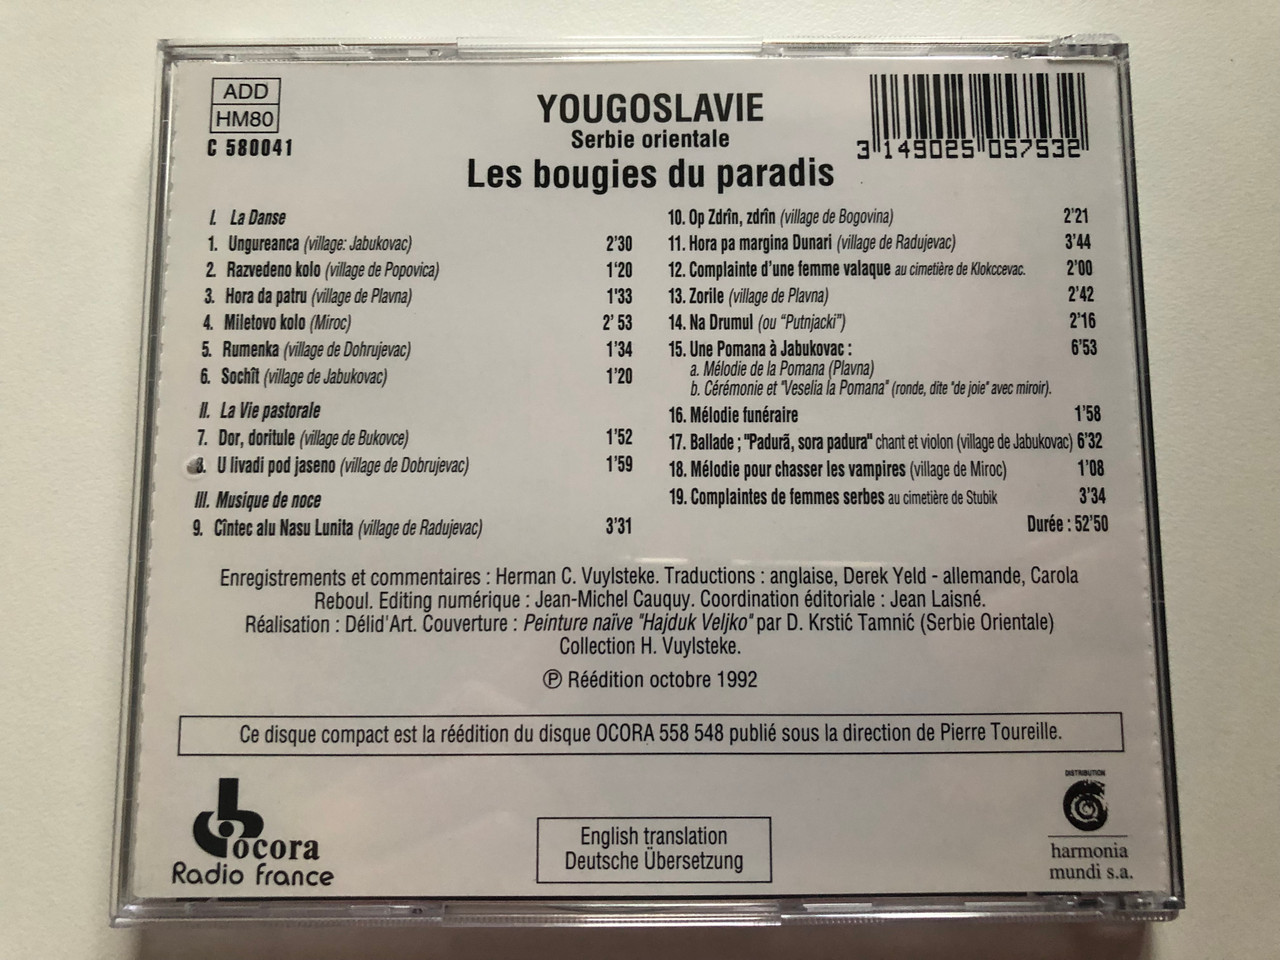 ADD
HM80
C 580041
YOUGOSLAVIE
Serbie orientale
Les bougies du paradis
3 149025 057532
I. La Danse
1. Ungureanca (village: Jabukovac) 2'30
2. Razvedeno kolo (village de Popovica) 1'20
3. Hora da patru (village de Plavna) 1'33
4. Miletovo kolo (Miroc) 2' 53
5. Rumenka (village de Dohrujevac) 1'34
6. Sochît (village de Jabukovac) 1'20
II. La Vie pastorale
7. Dor, doritule (village de Bukovce) 1'52
8. U livadi pod jaseno (village de Dobrujevac) 1'59
III. Musique de noce
9. Cîntec alu Nasu Lunita (village de Radujevac) 3'31
10. Op Zdrîn, zdrîn (village de Bogovina) 2'21
11. Hora pa margina Dunari (village de Radujevac) 3'44
12. Complainte d'une femme valaque au cimetière de Klokccevac. 2'00
13. Zorile (village de Plavna) 2'42
14. Na Drumul (ou "Putnjacki") 2'16
15. Une Pomana à Jabukovac : 6'53
a. Mélodie de la Pomana (Plavna)
b. Cérémonie et "Veselia la Pomana" (ronde, dite "de joie" avec miroir).
16. Mélodie funéraire 1'58
17. Ballade ; "Padurã, sora padura" chant et violon (village de Jabukovac) 6'32
18. Mélodie pour chasser les vampires (village de Miroc) 1'08
19. Complaintes de femmes serbes au cimetière de Stubik 3'34
Durée : 52'50
Enregistrements et commentaires : Herman C. Vuylsteke. Traductions : anglaise, Derek Yeld - allemande, Carola
Reboul. Editing numérique : Jean-Michel Cauquy. Coordination éditoriale : Jean Laisné.
Réalisation : Délid'Art. Couverture : Peinture naïve "Hajduk Veljko" par D. Krstić Tamnić (Serbie Orientale)
Collection H. Vuylsteke.
℗ Réédition octobre 1992
Ce disque compact est la réédition du disque OCORA 558 548 publié sous la direction de Pierre Toureille.
ocora
Radio france
English translation
Deutsche Übersetzung
DISTRIBUTION
harmonia
mundi s.a.